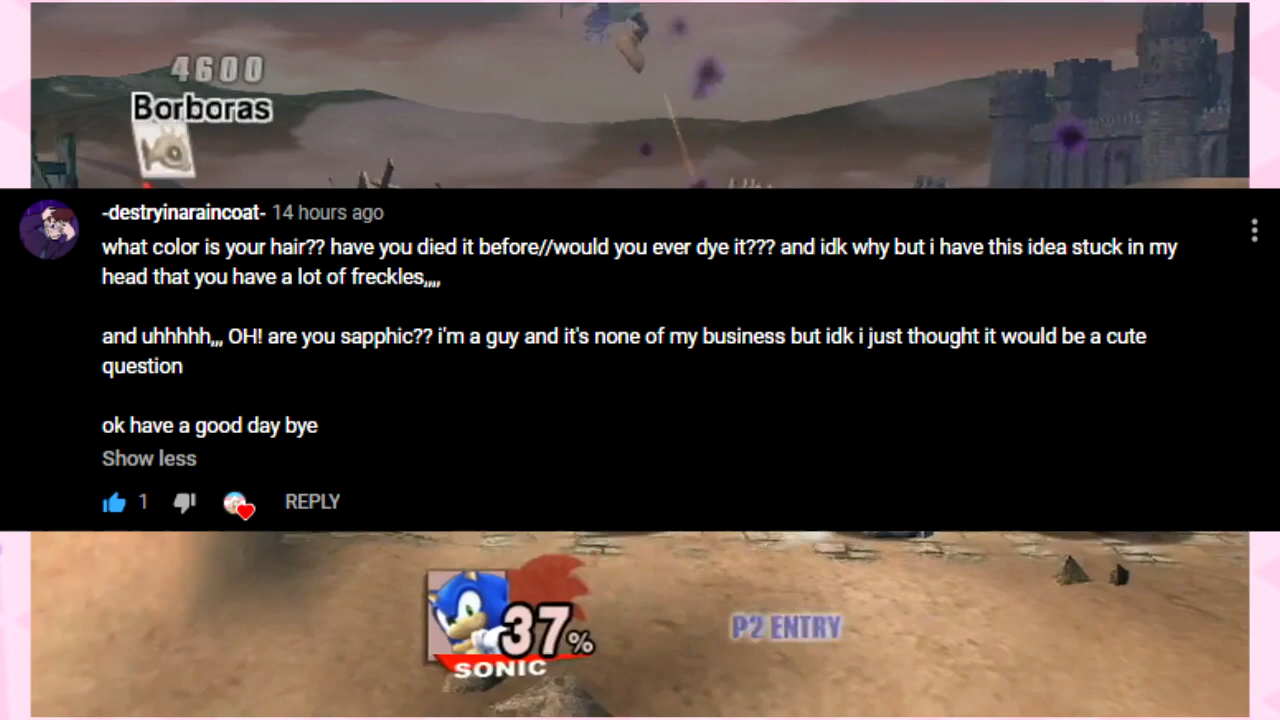 4600
Borboras
-destryinaraincoat- 14 hours ago
what color is your hair?? have you died it before//would you ever dye it??? and idk why but i have this idea stuck in my
head that you have a lot of freckles,,,,
and uhhhhh,,, OH! are you sapphic?? i'm a guy and it's none of my business but idk i just thought it would be a cute
question
ok have a good day bye
Show less
1 REPLY
37%
SONIC
P2 ENTRY